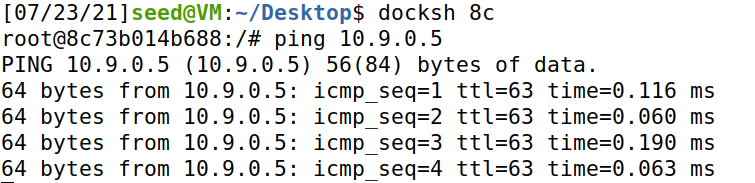 [07/23/21]seed@VM:~/Desktop$ docksh 8c
root@8c73b014b688:/# ping 10.9.0.5
PING 10.9.0.5 (10.9.0.5) 56(84) bytes of data.
64 bytes from 10.9.0.5: icmp_seq=1 ttl=63 time=0.116 ms
64 bytes from 10.9.0.5: icmp_seq=2 ttl=63 time=0.060 ms
64 bytes from 10.9.0.5: icmp_seq=3 ttl=63 time=0.190 ms
64 bytes from 10.9.0.5: icmp_seq=4 ttl=63 time=0.063 ms